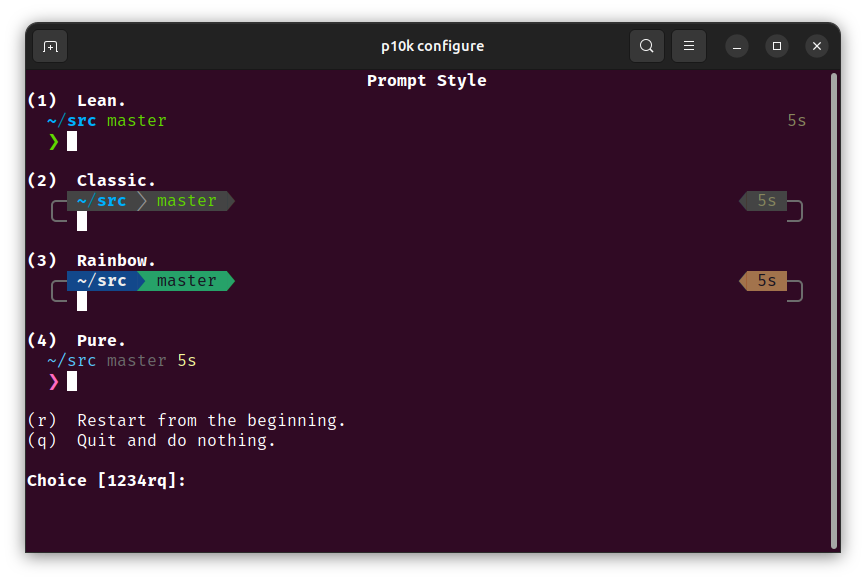 p10k configure
Prompt Style
(1)  Lean.
~/src master 5s
❯
(2)  Classic.
~/src master 5s
(3)  Rainbow.
~/src master 5s
(4)  Pure.
~/src master 5s
❯
(r)  Restart from the beginning.
(q)  Quit and do nothing.
Choice [1234rq]: